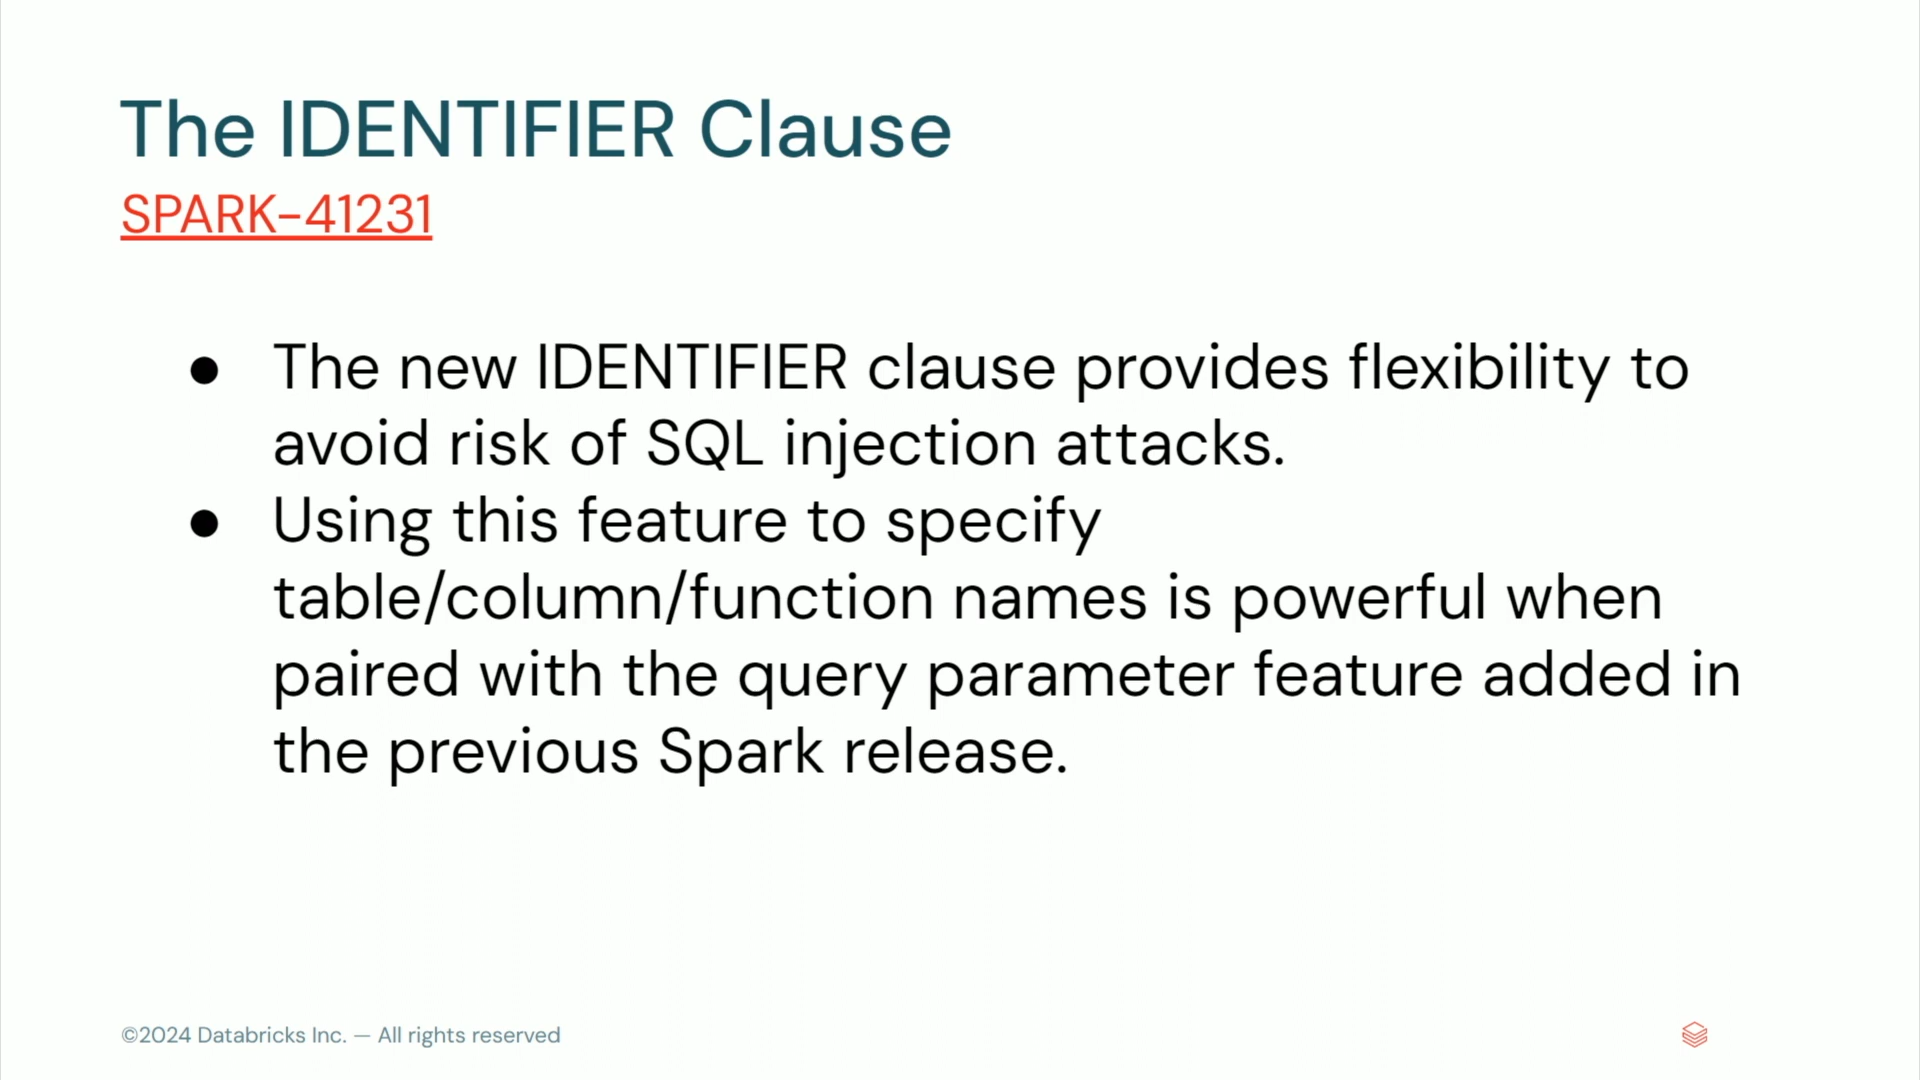 The IDENTIFIER Clause
SPARK-41231
● The new IDENTIFIER clause provides flexibility to
avoid risk of SQL injection attacks.
● Using this feature to specify
table/column/function names is powerful when
paired with the query parameter feature added in
the previous Spark release.
©2024 Databricks Inc. — All rights reserved